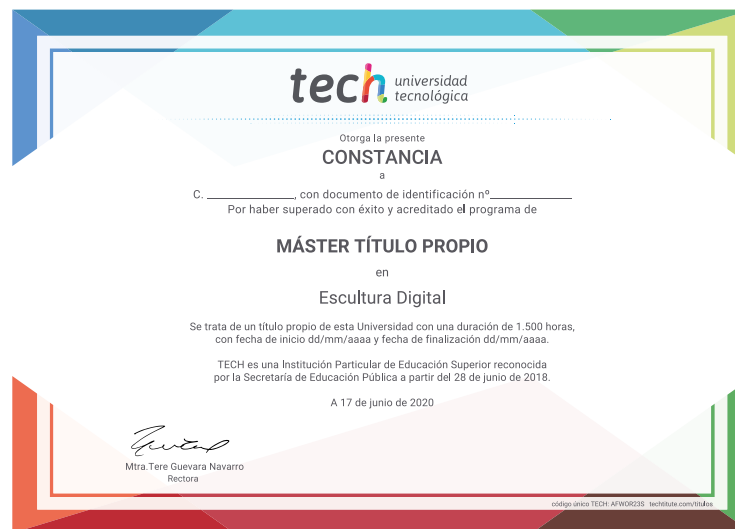 tech universidad
tecnológica
Otorga la presente
CONSTANCIA
a
C. ________________, con documento de identificación nº______________
Por haber superado con éxito y acreditado el programa de
MÁSTER TÍTULO PROPIO
en
Escultura Digital
Se trata de un título propio de esta Universidad con una duración de 1.500 horas,
con fecha de inicio dd/mm/aaaa y fecha de finalización dd/mm/aaaa.
TECH es una Institución Particular de Educación Superior reconocida
por la Secretaría de Educación Pública a partir del 28 de junio de 2018.
A 17 de junio de 2020
Mtra.Tere Guevara Navarro
Rectora
código único TECH: AFWOR23S techtitute.com/titulos